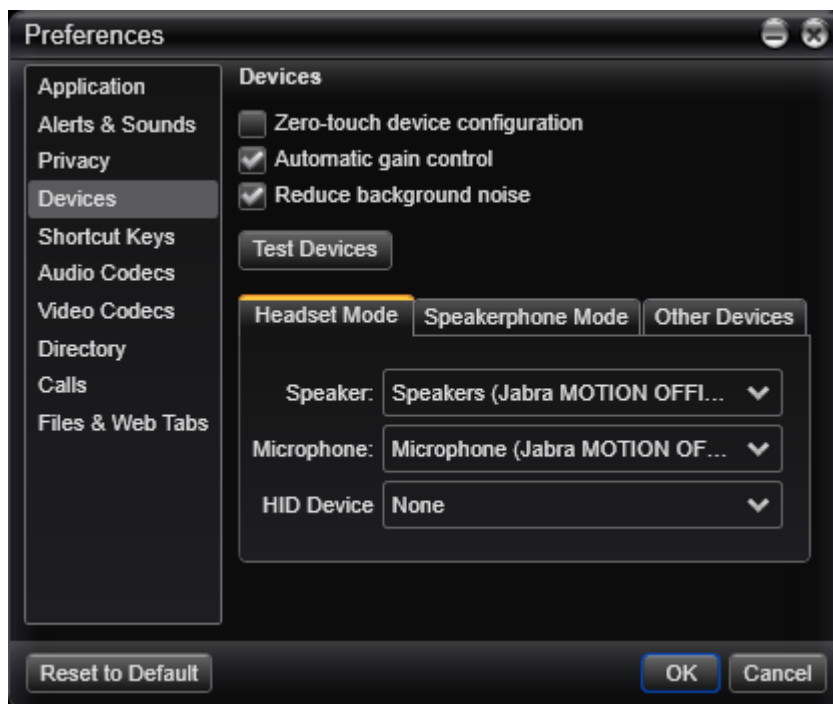 Preferences
Application
Alerts & Sounds
Privacy
Devices
Shortcut Keys
Audio Codecs
Video Codecs
Directory
Calls
Files & Web Tabs
Devices
Zero-touch device configuration
Automatic gain control
Reduce background noise
Test Devices
Headset Mode Speakerphone Mode Other Devices
Speaker: Speakers (Jabra MOTION OFFI...
Microphone: Microphone (Jabra MOTION OF...
HID Device None
Reset to Default OK Cancel